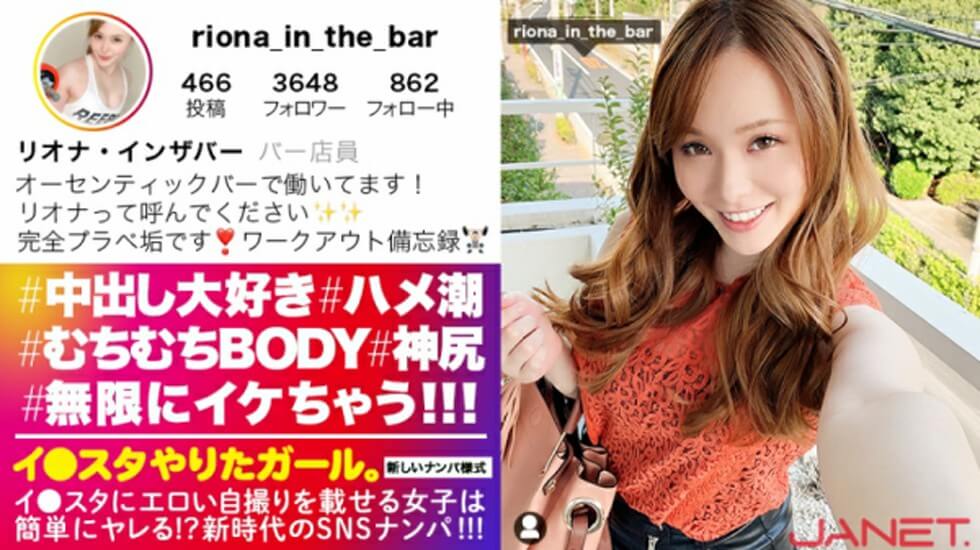 riona_in_the_bar
466 3648 862
投稿 フォロワー フォロー中
リオナ・インザバー バー店員
オーセンティックバーで働いてます!
リオナって呼んでください✨✨
完全プラベ垢です❣ワークアウト備忘録
#中出し大好き#ハメ潮
#むちむちBODY#神尻
#無限にイケちゃう!!!
イ●スタやりたガール。新しいナンパ様式
イ●スタにエロい自撮りを載せる女子は
簡単にヤレる!?新時代のSNSナンパ!!!
riona_in_the_bar
JANET.